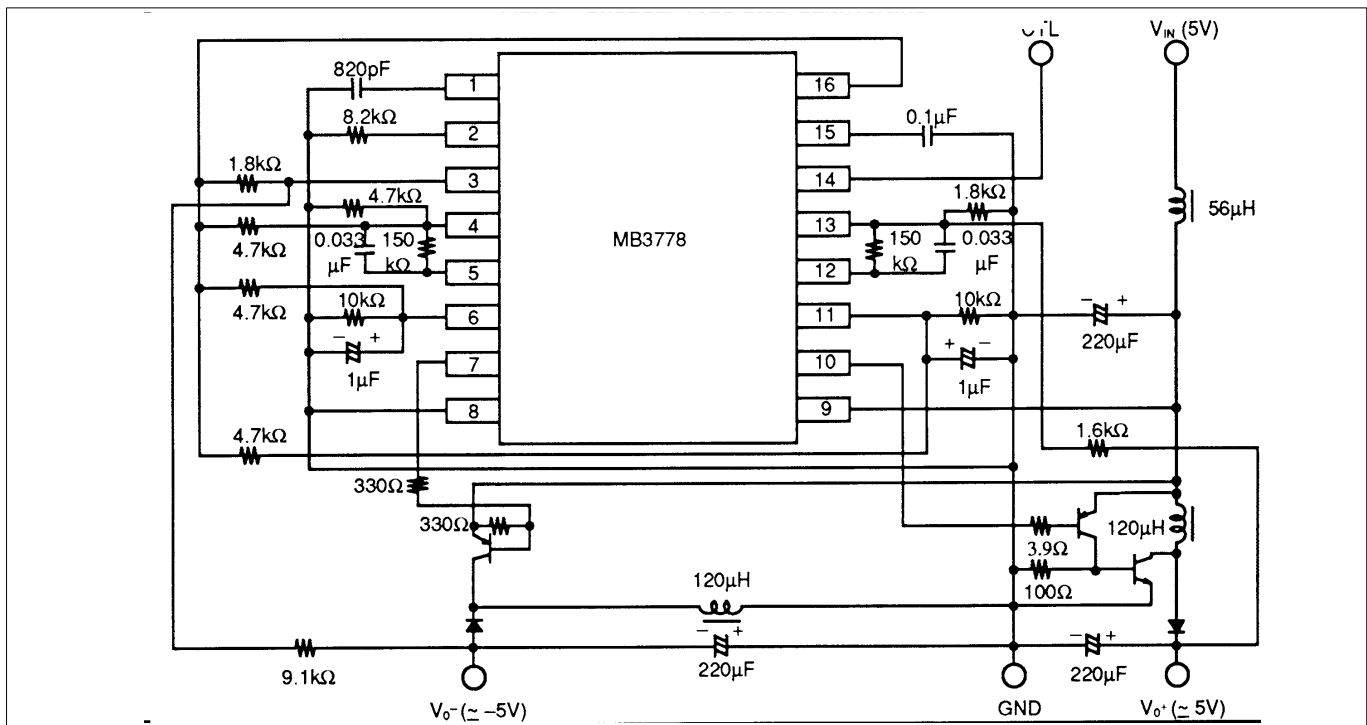 V_IN (5V)
820pF
1
16
8.2kΩ
2
15
0.1µF
1.8kΩ
3
14
4.7kΩ
1.8kΩ
56µH
4
13
4.7kΩ
0.033 µF
150 kΩ
MB3778
150 kΩ
0.033 µF
5
12
4.7kΩ
10kΩ
6
11
10kΩ
− +
220µF
− +
1µF
+ −
1µF
7
10
8
9
4.7kΩ
1.6kΩ
330Ω
330Ω
120µH
3.9Ω
120µH
100Ω
− +
220µF
− +
220µF
9.1kΩ
V₀⁻ (≃ −5V)
GND
V₀⁺ (≃ 5V)